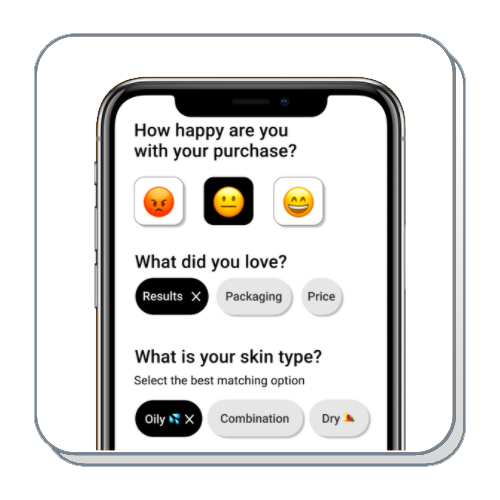 How happy are you
with your purchase?
What did you love?
Results X Packaging Price
What is your skin type?
Select the best matching option
Oily 💦 X Combination Dry 🏜️